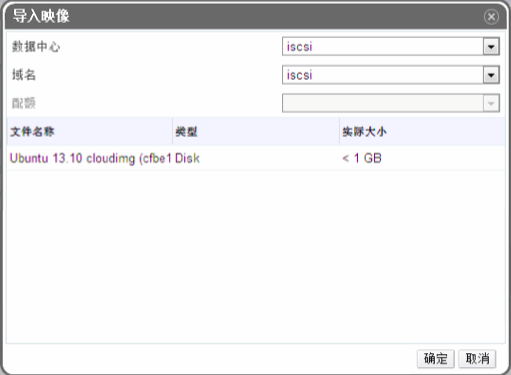 导入映像
数据中心 iscsi
域名 iscsi
配额
文件名称 类型 实际大小
Ubuntu 13.10 cloudimg (cfbe1 Disk < 1 GB
确定 取消